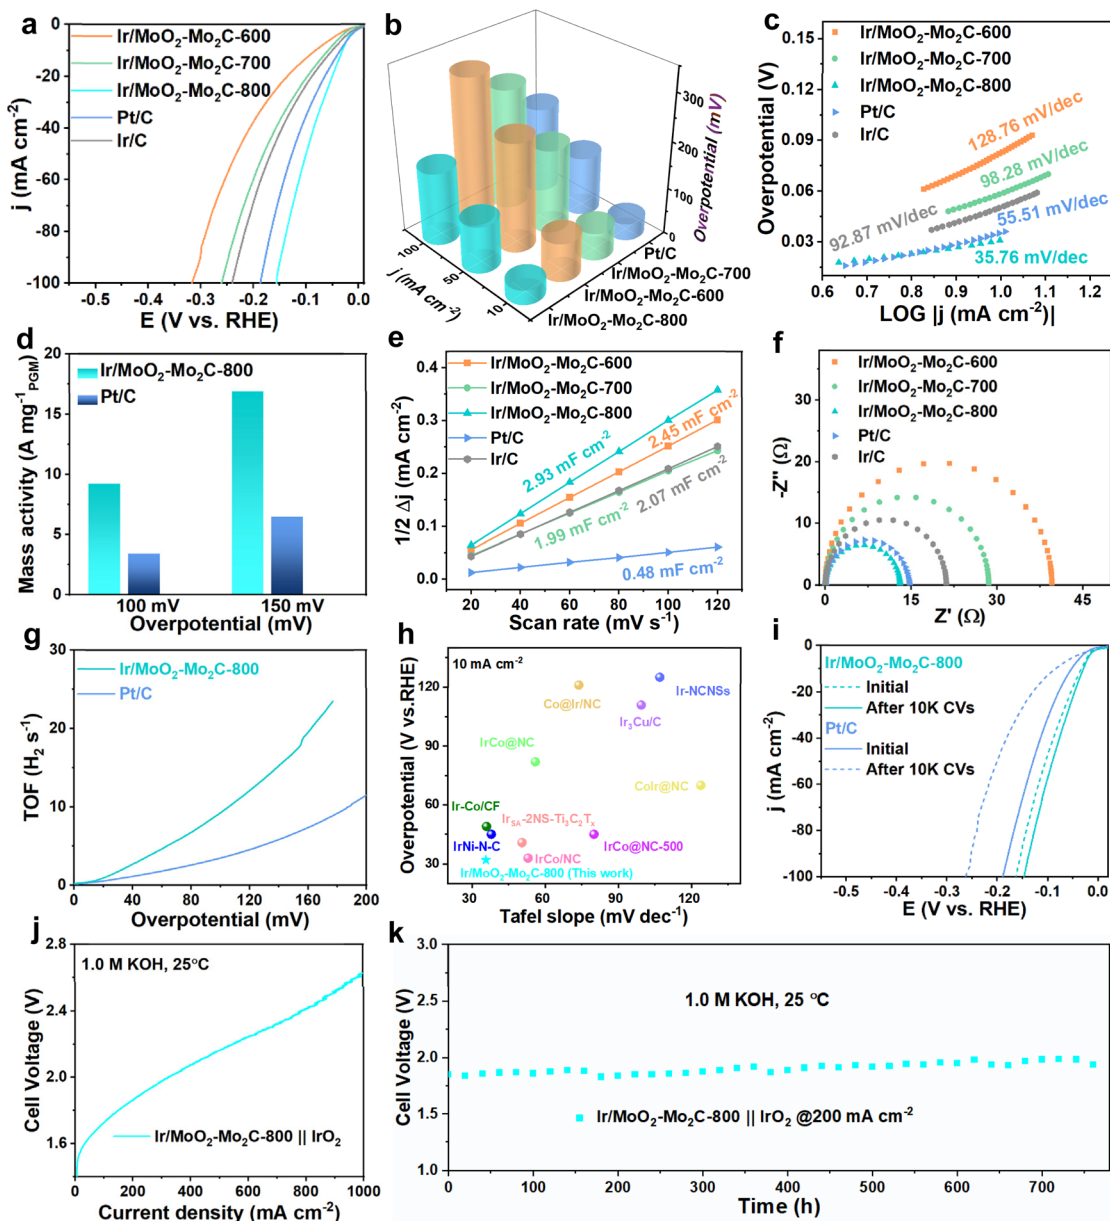 a
j (mA cm-2)
0
-20
-40
-60
-80
-100
Ir/MoO2-Mo2C-600
Ir/MoO2-Mo2C-700
Ir/MoO2-Mo2C-800
Pt/C
Ir/C
-0.5 -0.4 -0.3 -0.2 -0.1 0.0
E (V vs. RHE)
b
300
200
100
0
Overpotential (mV)
100
50
10
j (mA cm-2)
Pt/C
Ir/MoO2-Mo2C-700
Ir/MoO2-Mo2C-600
Ir/MoO2-Mo2C-800
c
Overpotential (V)
0.15
0.12
0.09
0.06
0.03
Ir/MoO2-Mo2C-600
Ir/MoO2-Mo2C-700
Ir/MoO2-Mo2C-800
Pt/C
Ir/C
128.76 mV/dec
98.28 mV/dec
92.87 mV/dec
55.51 mV/dec
35.76 mV/dec
0.6 0.8 1.0 1.2
LOG |j (mA cm-2)|
d
Mass activity (A mg-1PGM)
20
15
10
5
0
Ir/MoO2-Mo2C-800
Pt/C
100 mV 150 mV
Overpotential (mV)
e
1/2 Δj (mA cm-2)
0.4
0.3
0.2
0.1
0.0
Ir/MoO2-Mo2C-600
Ir/MoO2-Mo2C-700
Ir/MoO2-Mo2C-800
Pt/C
Ir/C
2.93 mF cm-2
2.45 mF cm-2
1.99 mF cm-2
2.07 mF cm-2
0.48 mF cm-2
20 40 60 80 100 120
Scan rate (mV s-1)
f
-Z'' (Ω)
30
20
10
0
Ir/MoO2-Mo2C-600
Ir/MoO2-Mo2C-700
Ir/MoO2-Mo2C-800
Pt/C
Ir/C
0 15 30 45
Z' (Ω)
g
TOF (H2 s-1)
30
20
10
0
Ir/MoO2-Mo2C-800
Pt/C
0 40 80 120 160 200
Overpotential (mV)
h
Overpotential (V vs.RHE)
120
90
60
30
10 mA cm-2
Co@Ir/NC
Ir-NCNSs
Ir3Cu/C
IrCo@NC
CoIr@NC
Ir-Co/CF
IrSA-2NS-Ti3C2Tx
IrNi-N-C
IrCo@NC-500
IrCo/NC
Ir/MoO2-Mo2C-800 (This work)
30 60 90 120
Tafel slope (mV dec-1)
i
j (mA cm-2)
0
-20
-40
-60
-80
-100
Ir/MoO2-Mo2C-800
Initial
After 10K CVs
Pt/C
Initial
After 10K CVs
-0.5 -0.4 -0.3 -0.2 -0.1 0.0
E (V vs. RHE)
j
Cell Voltage (V)
2.8
2.4
2.0
1.6
1.0 M KOH, 25°C
Ir/MoO2-Mo2C-800 || IrO2
0 200 400 600 800 1000
Current density (mA cm-2)
k
Cell Voltage (V)
3.0
2.5
2.0
1.5
1.0
1.0 M KOH, 25 °C
Ir/MoO2-Mo2C-800 || IrO2 @200 mA cm-2
0 100 200 300 400 500 600 700
Time (h)